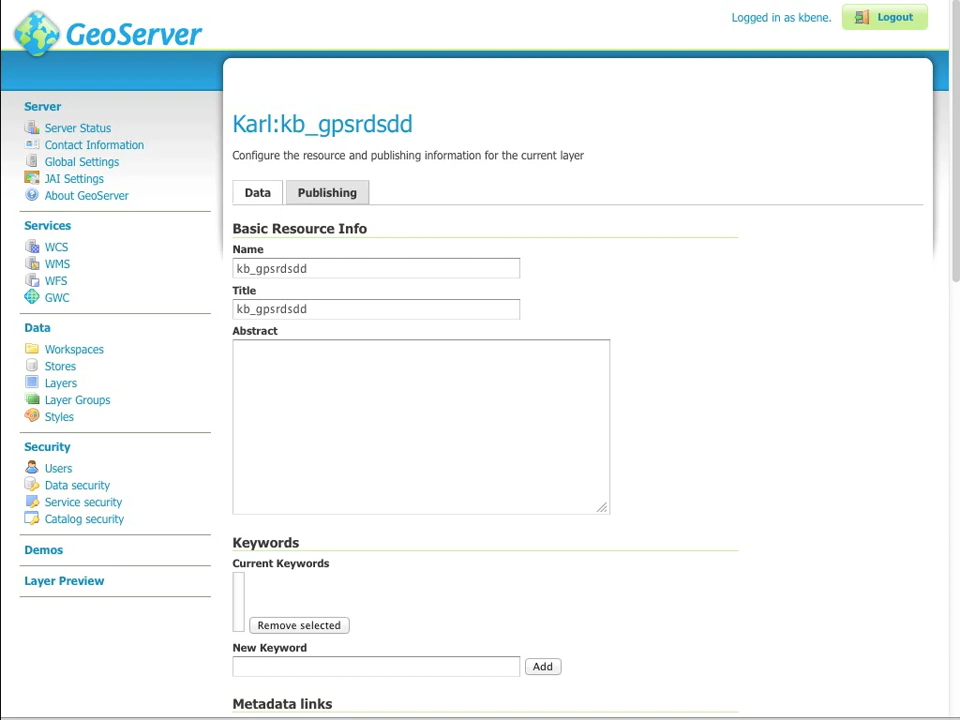 GeoServer
Logged in as kbene.
Logout
Server
Server Status
Contact Information
Global Settings
JAI Settings
About GeoServer
Services
WCS
WMS
WFS
GWC
Data
Workspaces
Stores
Layers
Layer Groups
Styles
Security
Users
Data security
Service security
Catalog security
Demos
Layer Preview
Karl:kb_gpsrdsdd
Configure the resource and publishing information for the current layer
Data
Publishing
Basic Resource Info
Name
kb_gpsrdsdd
Title
kb_gpsrdsdd
Abstract
Keywords
Current Keywords
Remove selected
New Keyword
Add
Metadata links